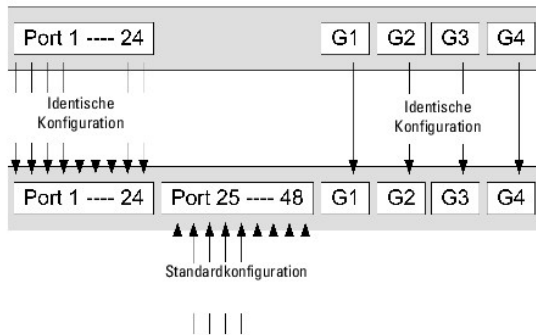 Port 1 ---- 24 G1 G2 G3 G4
Identische
Konfiguration
Identische
Konfiguration
Port 1 ---- 24 Port 25 ---- 48 G1 G2 G3 G4
Standardkonfiguration